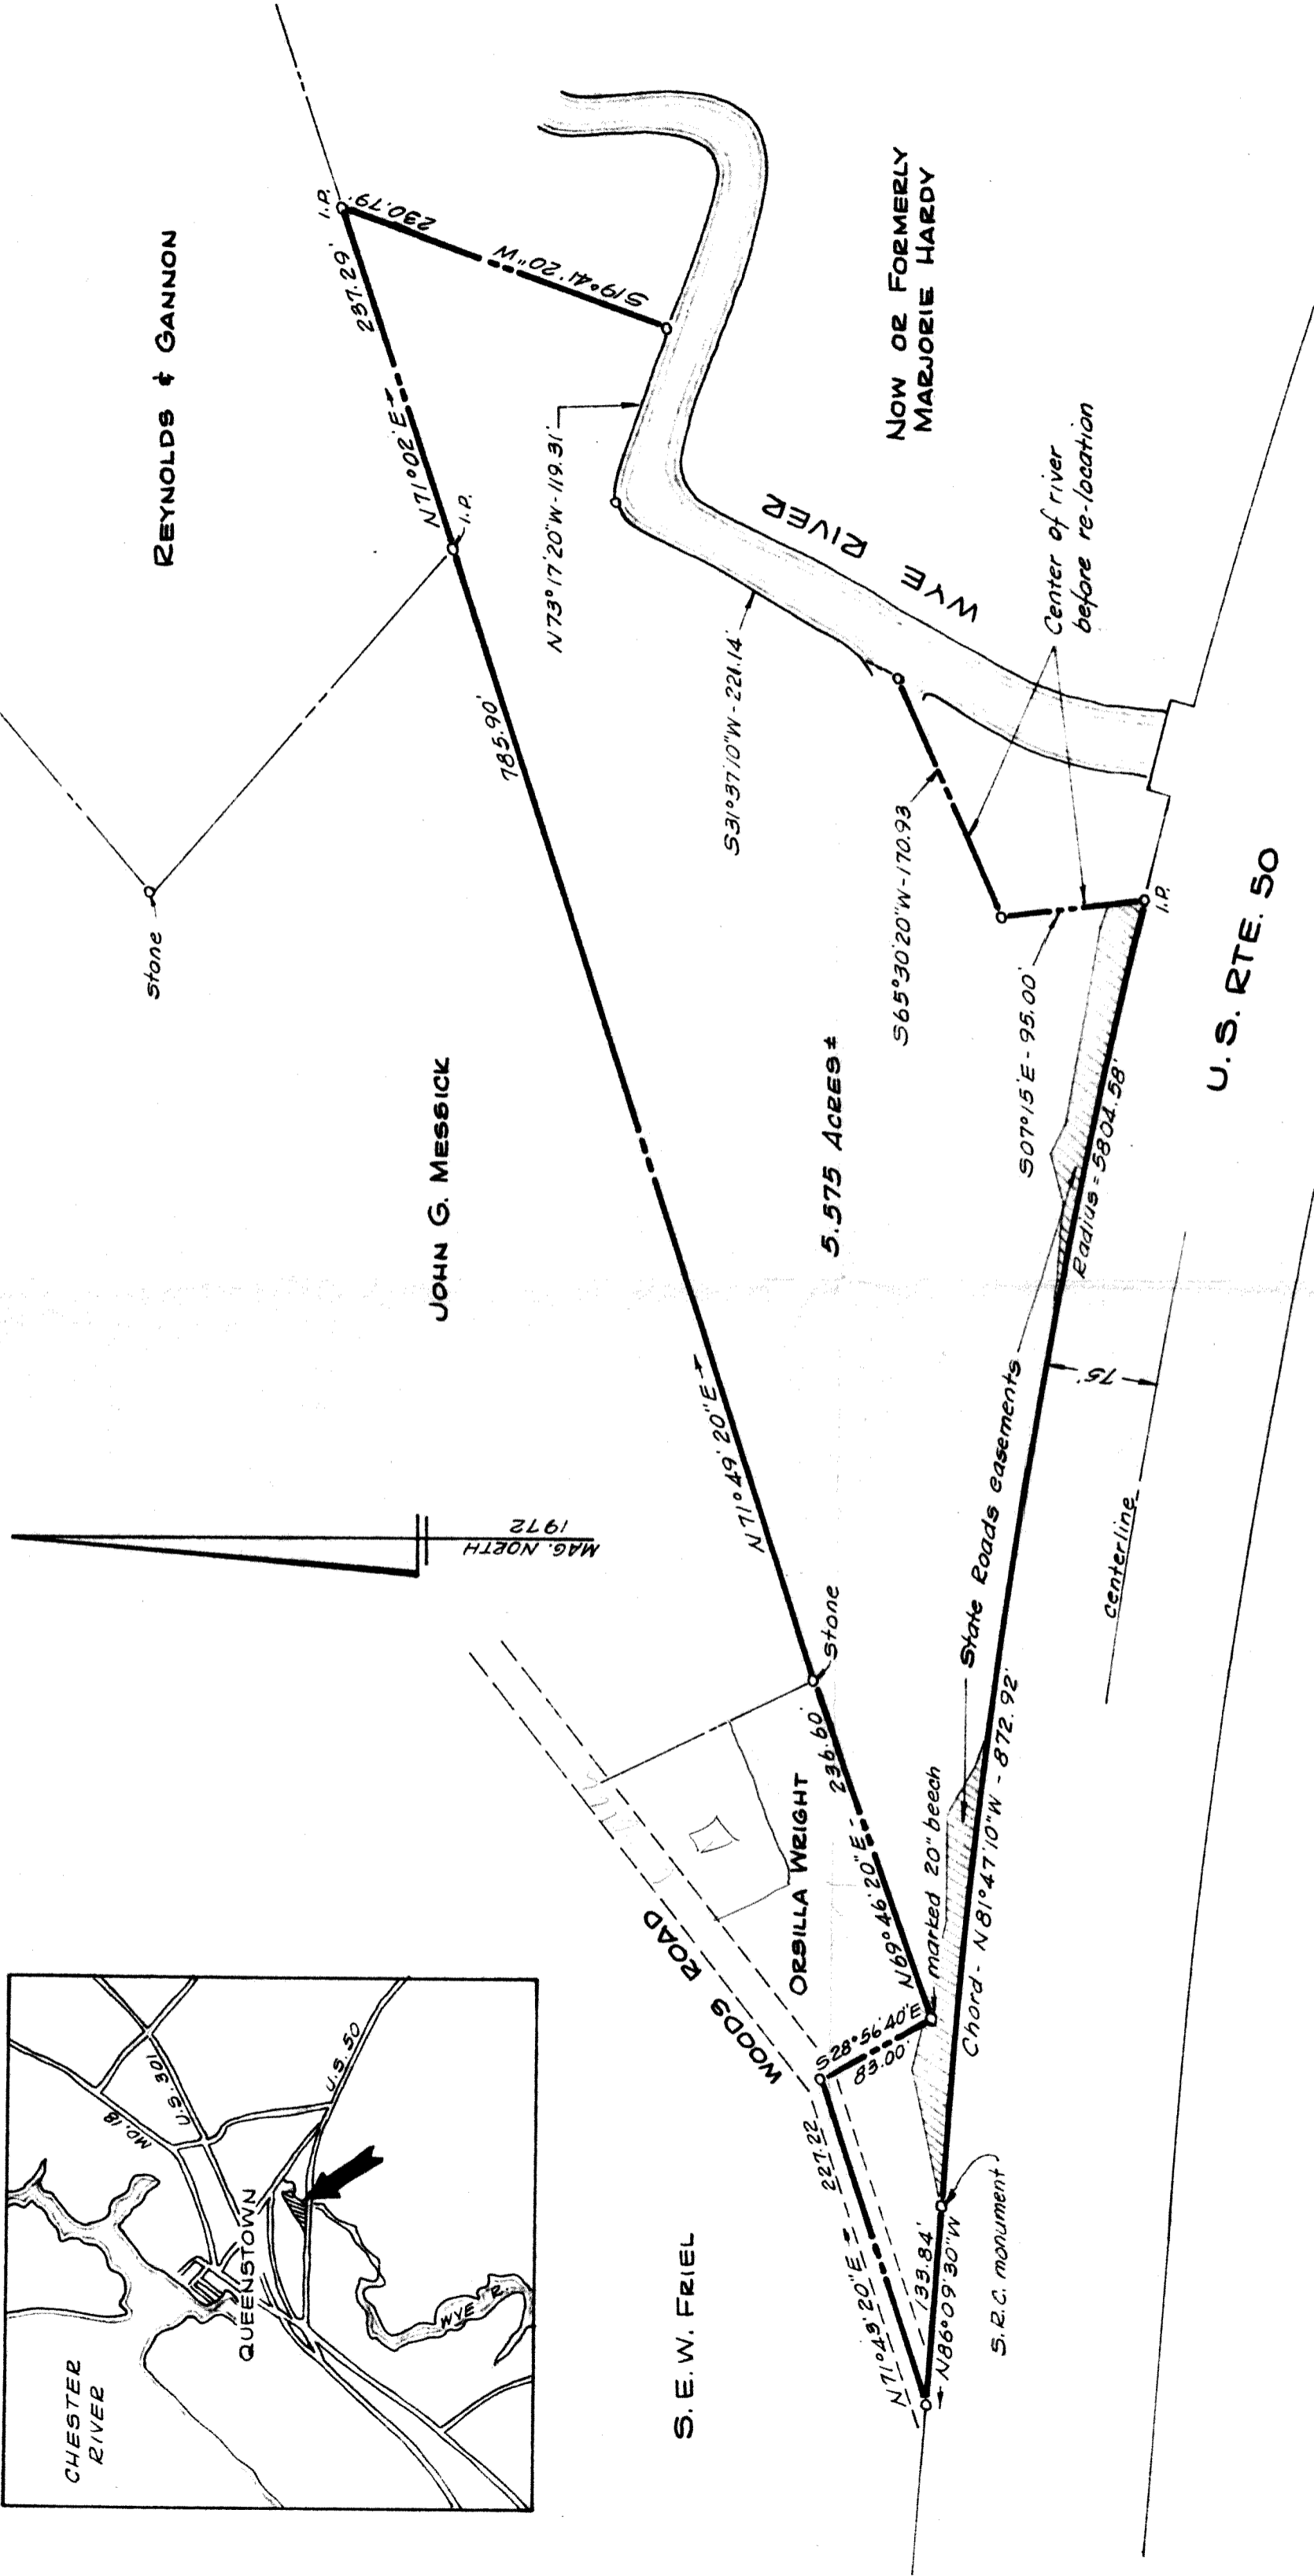 CHESTER
RIVER
QUEENSTOWN
MD. 18
U.S. 301
U.S. 50
WYE R.
MAG. NORTH
1972
stone
REYNOLDS & GANNON
JOHN G. MESSICK
I.P.
237.29'
N71°02'E
I.P.
230.79'
S19°41'20"W
785.90'
N73°17'20"W-119.31'
N71°49'20"E
S31°37'10"W-221.14'
WYE RIVER
NOW OR FORMERLY
MARJORIE HARDY
S. E. W. FRIEL
WOODS ROAD
ORSILLA WRIGHT
stone
236.60'
N69°46'20"E
5.575 ACRES±
S65°30'20"W-170.93
Center of river
before re-location
S07°15'E-95.00'
I.P.
227.22
N71°43'20"E
S28°56'40"E
83.00'
marked 20" beech
State Roads easements
133.84'
N86°09'30"W
S.R.C. monument
Chord - N81°47'10"W - 872.92'
Radius = 5804.58'
75'
Centerline
U.S. RTE. 50